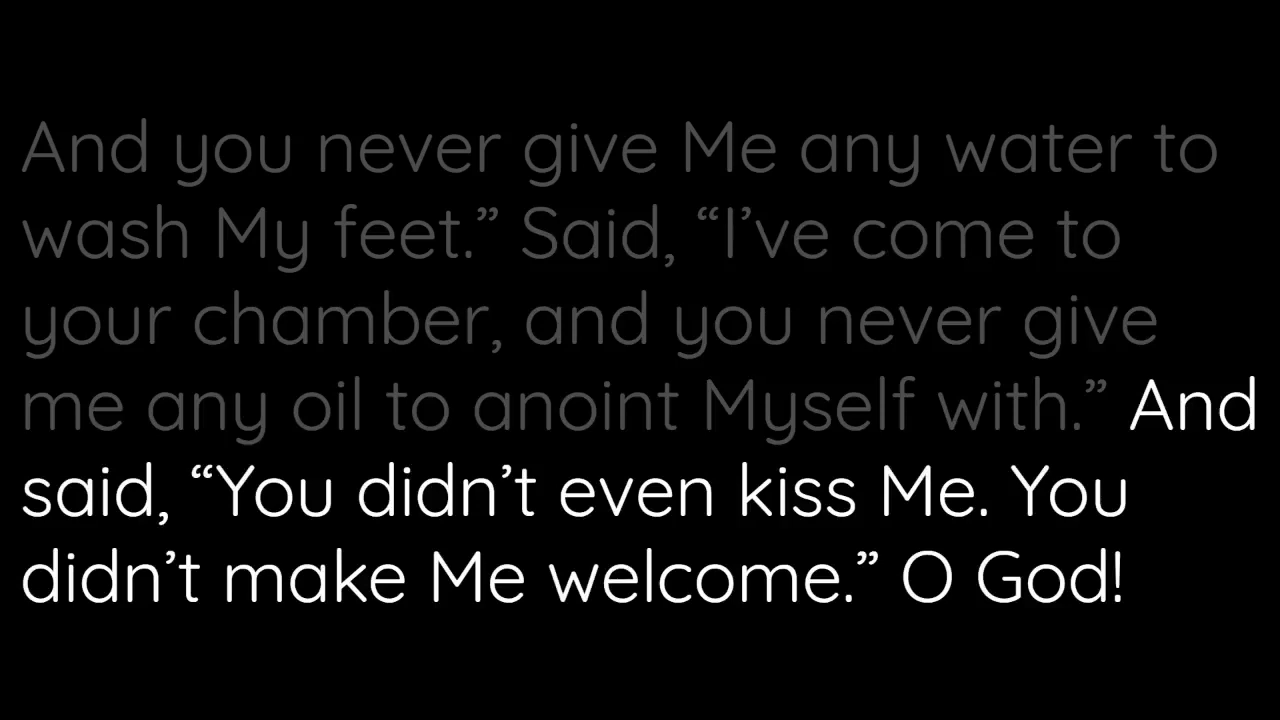 And you never give Me any water to
wash My feet.” Said, “I’ve come to
your chamber, and you never give
me any oil to anoint Myself with.” And
said, “You didn’t even kiss Me. You
didn’t make Me welcome.” O God!